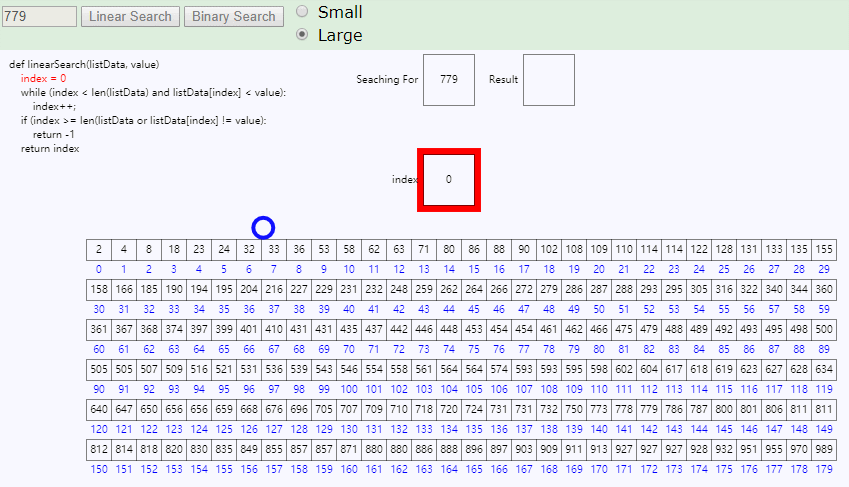 779 Linear Search Binary Search Small
Large
def linearSearch(listData, value)
index = 0
while (index < len(listData) and listData[index] < value):
index++;
if (index >= len(listData or listData[index] != value):
return -1
return index
Seaching For 779 Result
index 0
2 4 8 18 23 24 32 33 36 53 58 62 63 71 80 86 88 90 102 108 109 110 114 114 122 128 131 133 135 155
0 1 2 3 4 5 6 7 8 9 10 11 12 13 14 15 16 17 18 19 20 21 22 23 24 25 26 27 28 29
158 166 185 190 194 195 204 216 227 229 231 232 248 259 262 264 266 272 279 286 287 288 293 295 305 316 322 340 344 360
30 31 32 33 34 35 36 37 38 39 40 41 42 43 44 45 46 47 48 49 50 51 52 53 54 55 56 57 58 59
361 367 368 374 397 399 401 410 431 431 435 437 442 446 448 453 454 454 461 462 466 475 479 488 489 492 493 495 498 500
60 61 62 63 64 65 66 67 68 69 70 71 72 73 74 75 76 77 78 79 80 81 82 83 84 85 86 87 88 89
505 505 507 509 516 521 531 536 539 543 546 554 558 561 564 574 593 593 595 598 602 604 617 618 619 623 627 628 634
90 91 92 93 94 95 96 97 98 99 100 101 102 103 104 105 106 107 108 109 110 111 112 113 114 115 116 117 118 119
640 647 650 656 656 659 668 676 696 705 707 709 710 718 720 724 731 731 732 750 773 778 779 786 787 800 801 806 811 811
120 121 122 123 124 125 126 127 128 129 130 131 132 133 134 135 136 137 138 139 140 141 142 143 144 145 146 147 148 149
812 814 818 820 830 835 849 855 857 857 871 880 880 886 888 895 896 897 903 909 911 913 927 927 927 928 932 951 955 970 989
150 151 152 153 154 155 156 157 158 159 160 161 162 163 164 165 166 167 168 169 170 171 172 173 174 175 176 177 178 179